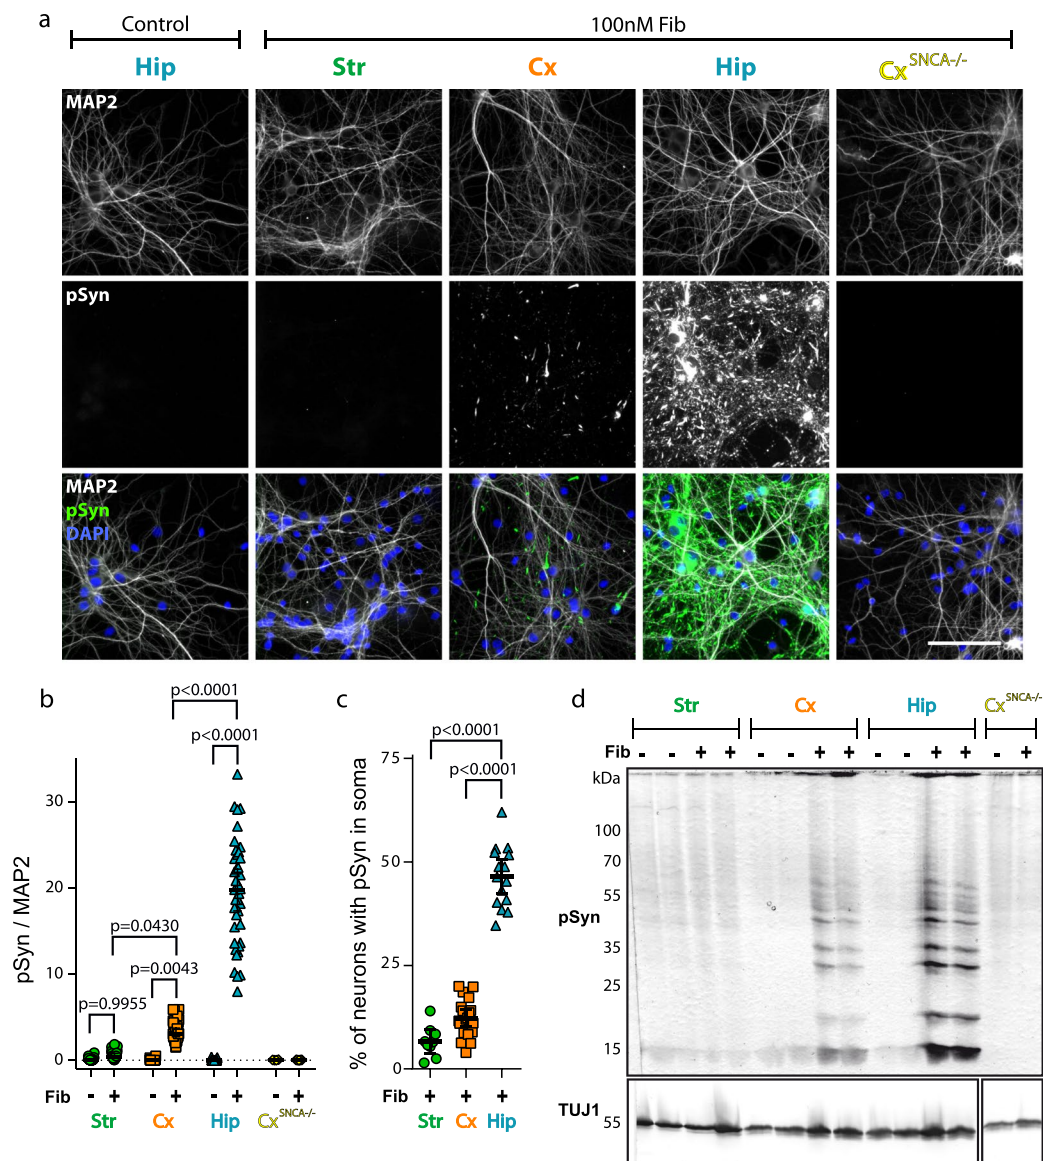 a
Control
100nM Fib
Hip
Str
Cx
Hip
Cx SNCA-/-
MAP2
pSyn
MAP2
pSyn
DAPI
b
p<0.0001
p<0.0001
p=0.0430
p=0.0043
p=0.9955
pSyn / MAP2
30
20
10
0
Fib - + - + - + - +
Str Cx Hip Cx SNCA-/-
c
p<0.0001
p<0.0001
% of neurons with pSyn in soma
75
50
25
0
Fib + + +
Str Cx Hip
d
Str Cx Hip Cx SNCA-/-
Fib - - + + - - + + - - + + - +
kDa
100
70
55
pSyn
35
25
15
TUJ1 55